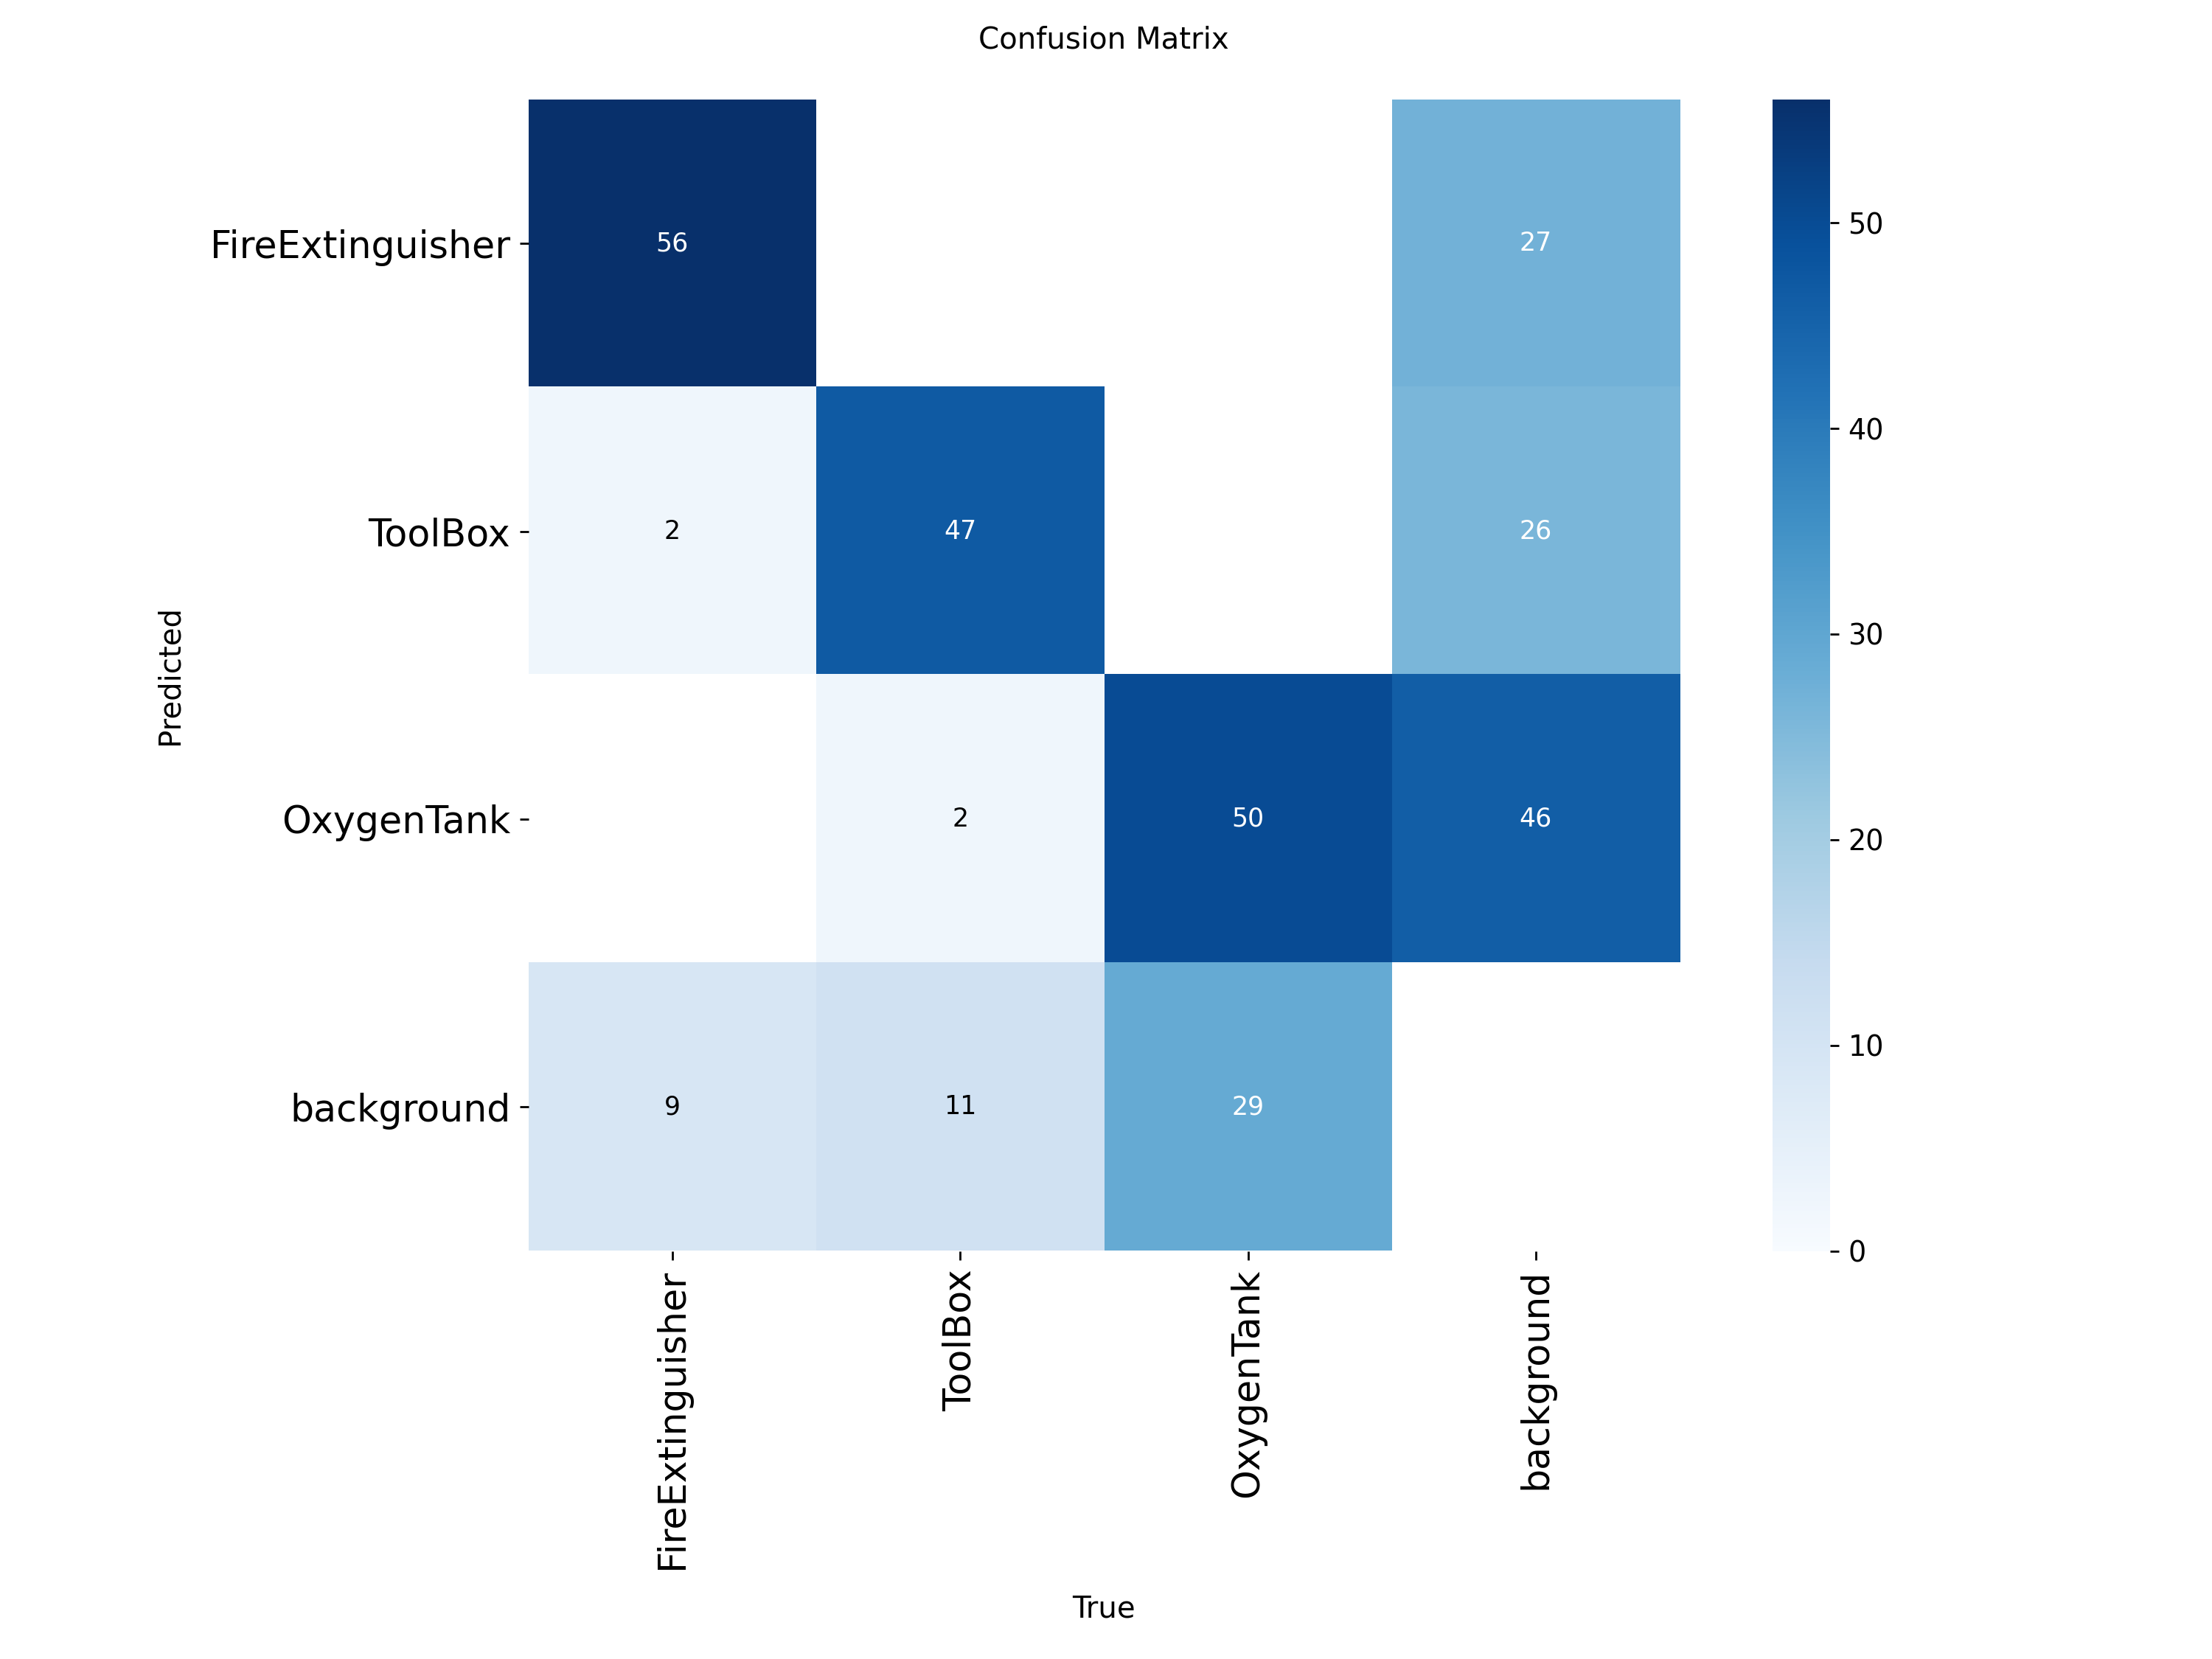 Confusion Matrix
FireExtinguisher
56
27
50
40
ToolBox
2
47
26
30
Predicted
OxygenTank
2
50
46
20
background
9
11
29
10
0
FireExtinguisher
ToolBox
OxygenTank
background
True